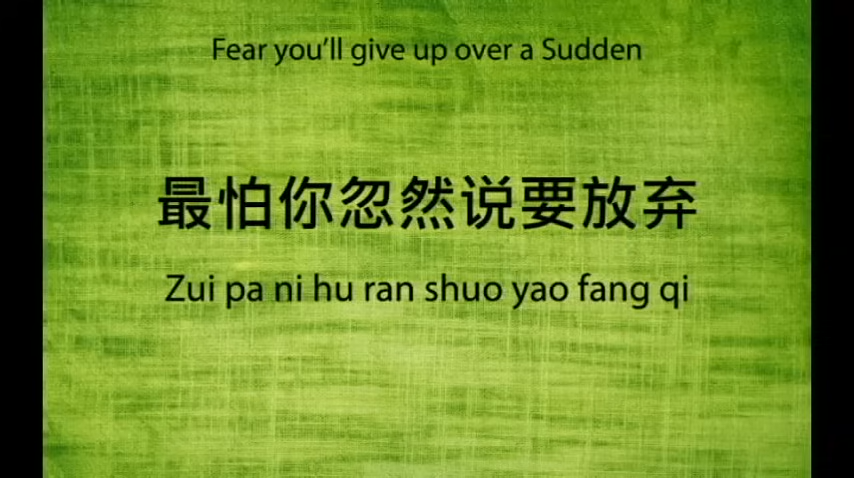 Fear you’ll give up over a Sudden
最怕你忽然说要放弃
Zui pa ni hu ran shuo yao fang qi